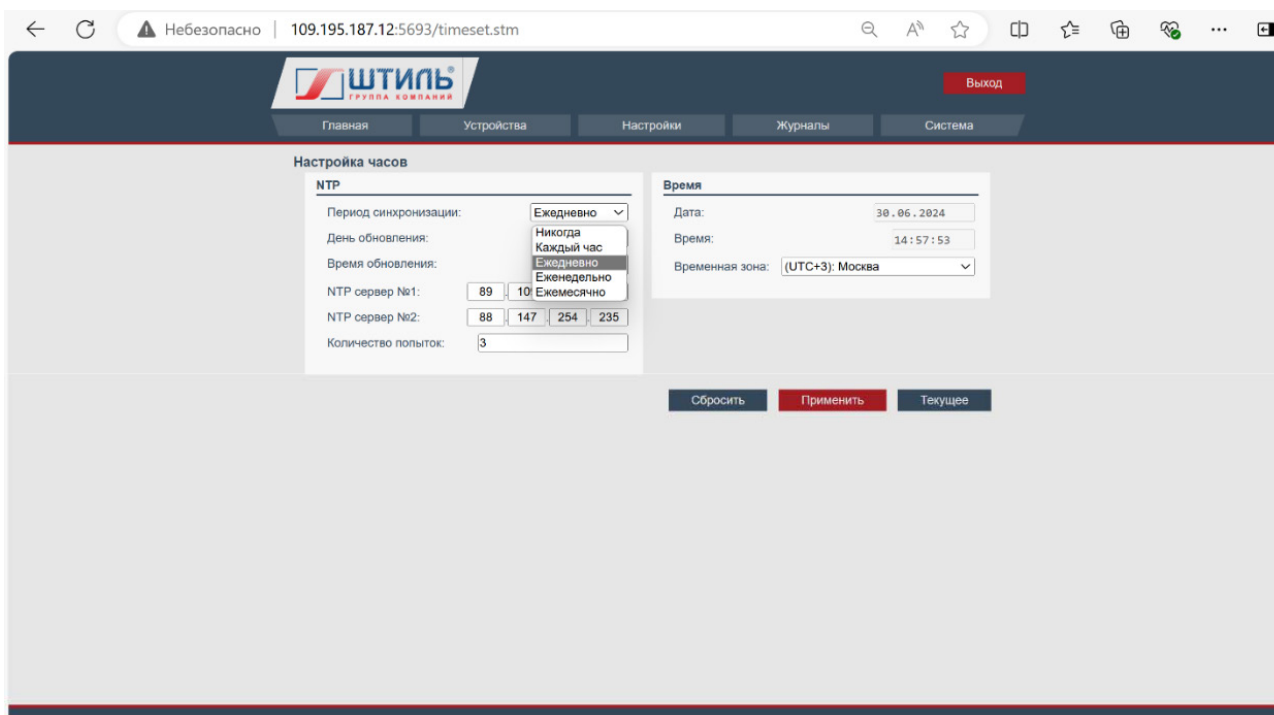 Небезопасно 109.195.187.12:5693/timeset.stm
ШТИЛЬ®
ГРУППА КОМПАНИЙ
Выход
Главная Устройства Настройки Журналы Система
Настройка часов
NTP
Период синхронизации: Ежедневно
Никогда
Каждый час
Ежедневно
Еженедельно
Ежемесячно
День обновления:
Время обновления:
NTP сервер №1: 89
NTP сервер №2: 88 . 147 . 254 . 235
Количество попыток: 3
Время
Дата: 30.06.2024
Время: 14:57:53
Временная зона: (UTC+3): Москва
Сбросить Применить Текущее